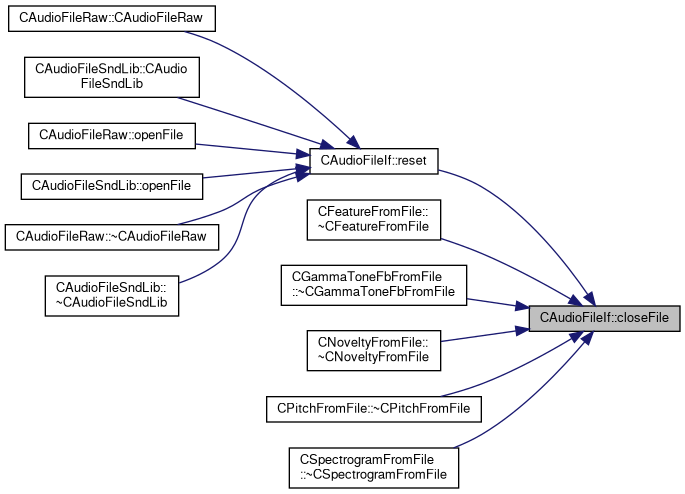 CAudioFileRaw::CAudioFileRaw
CAudioFileSndLib::CAudio
FileSndLib
CAudioFileRaw::openFile
CAudioFileSndLib::openFile
CAudioFileRaw::~CAudioFileRaw
CAudioFileSndLib::
~CAudioFileSndLib
CAudioFileIf::reset
CFeatureFromFile::
~CFeatureFromFile
CGammaToneFbFromFile
::~CGammaToneFbFromFile
CNoveltyFromFile::
~CNoveltyFromFile
CPitchFromFile::~CPitchFromFile
CSpectrogramFromFile
::~CSpectrogramFromFile
CAudioFileIf::closeFile